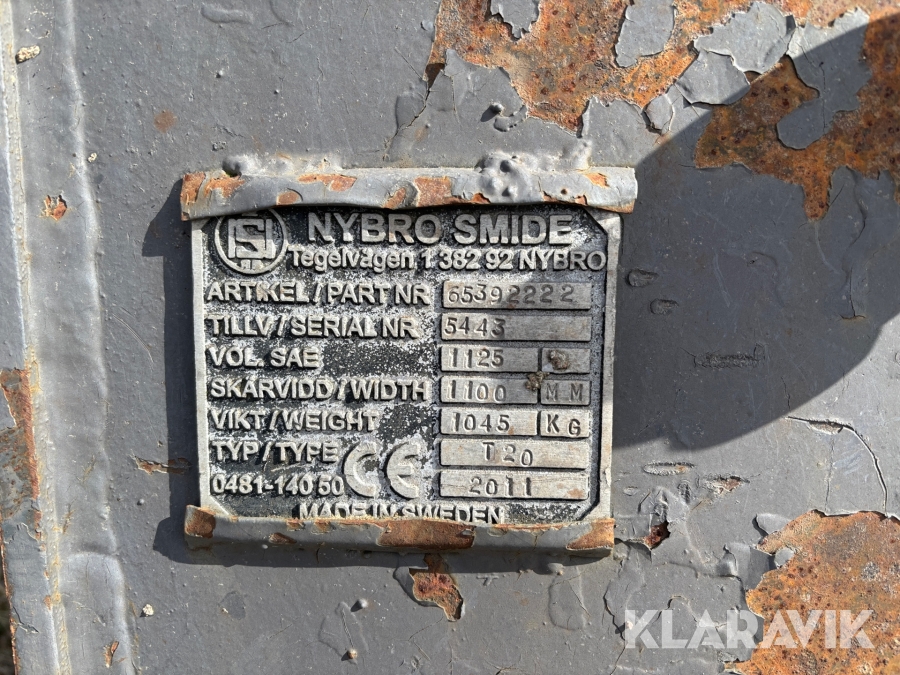 NYBRO SMIDE
Tegelvägen 1 382 92 NYBRO
ARTIKEL/PART NR 65392222
TILLV/SERIAL NR 5443
VOL. SAE 1125
SKÄRVIDD/WIDTH 1100 MM
VIKT/WEIGHT 1045 KG
TYP/TYPE T20
CE
0481-140 50 2011
MADE IN SWEDEN
KLARAVIK